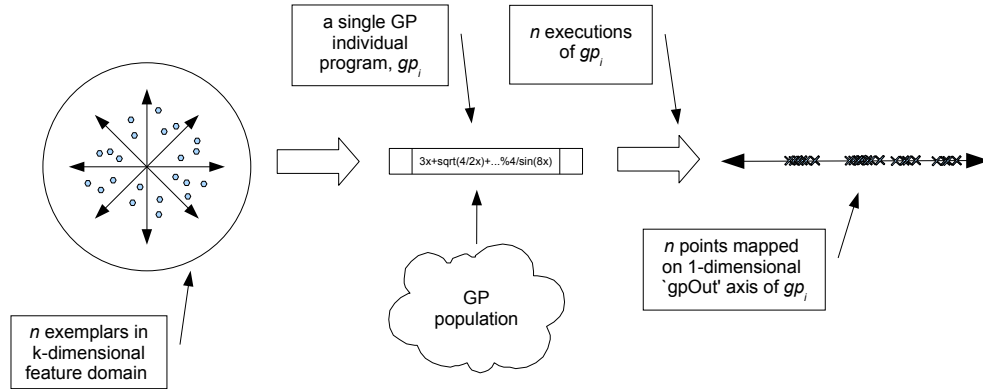 a single GP
individual
program, gpi
n executions
of gpi
3x+sqrt(4/2x)+...%4/sin(8x)
n points mapped
on 1-dimensional
`gpOut' axis of gpi
GP
population
n exemplars in
k-dimensional
feature domain